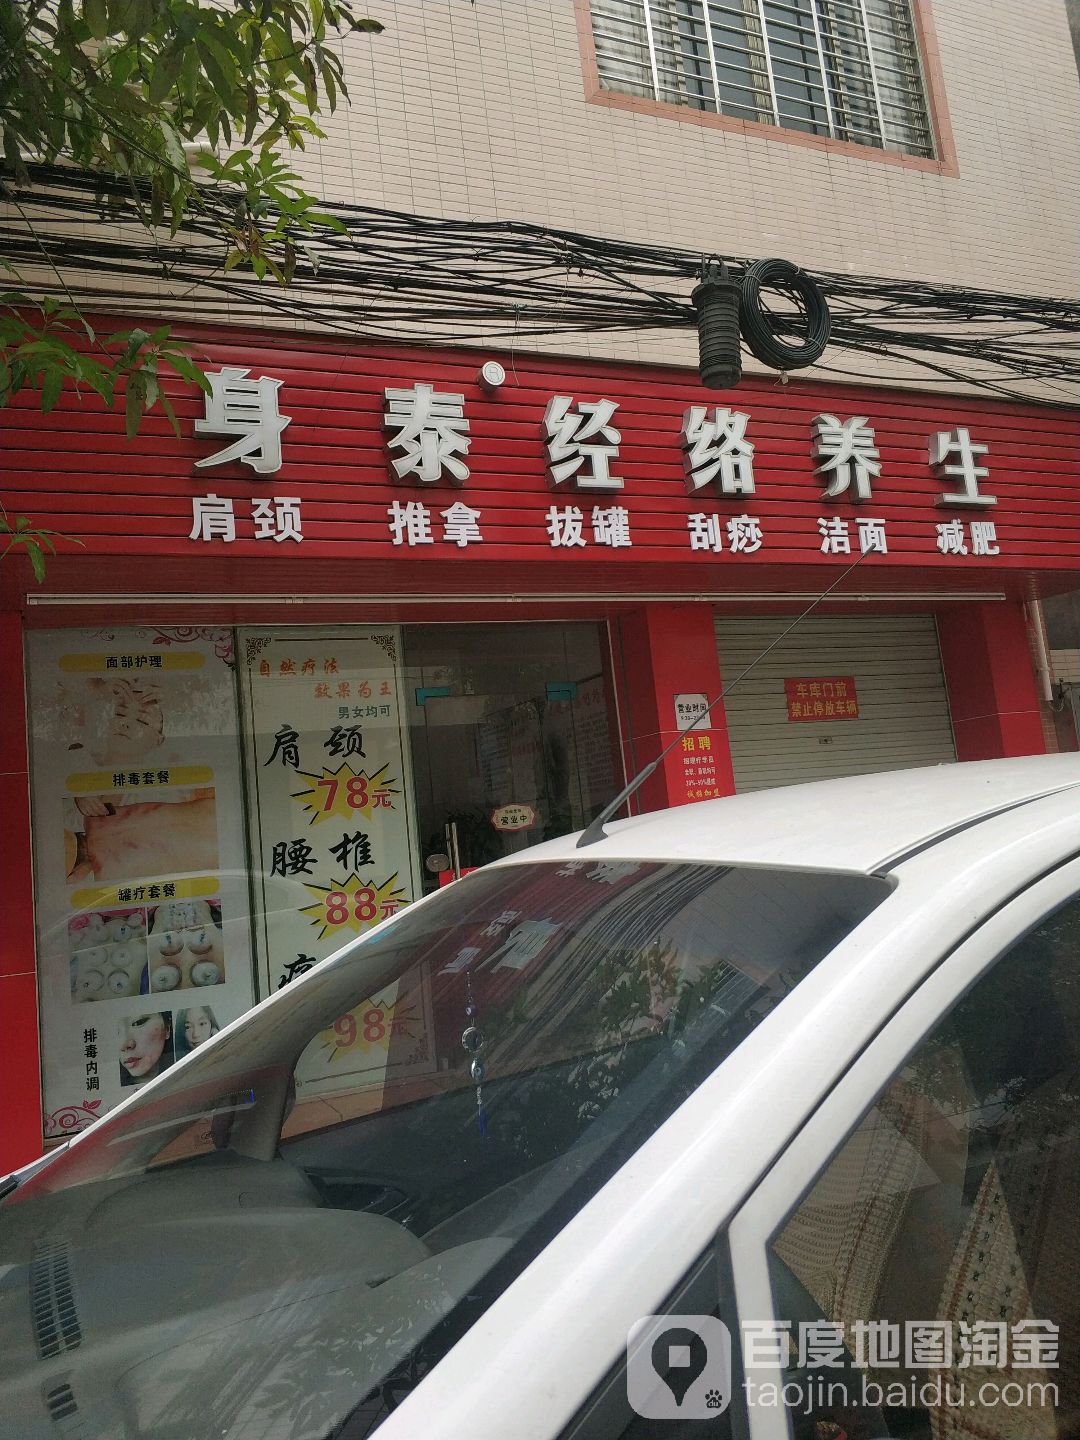 身泰®经络养生
肩颈 推拿 拔罐 刮痧 洁面 减肥
面部护理
排毒套餐
罐疗套餐
排毒内调
自然疗法
效果为王
男女均可
肩颈
78元
腰椎
88元
98元
营业中
营业时间
招聘
诚招加盟
车库门前
禁止停放车辆
百度地图淘金
taojin.baidu.com